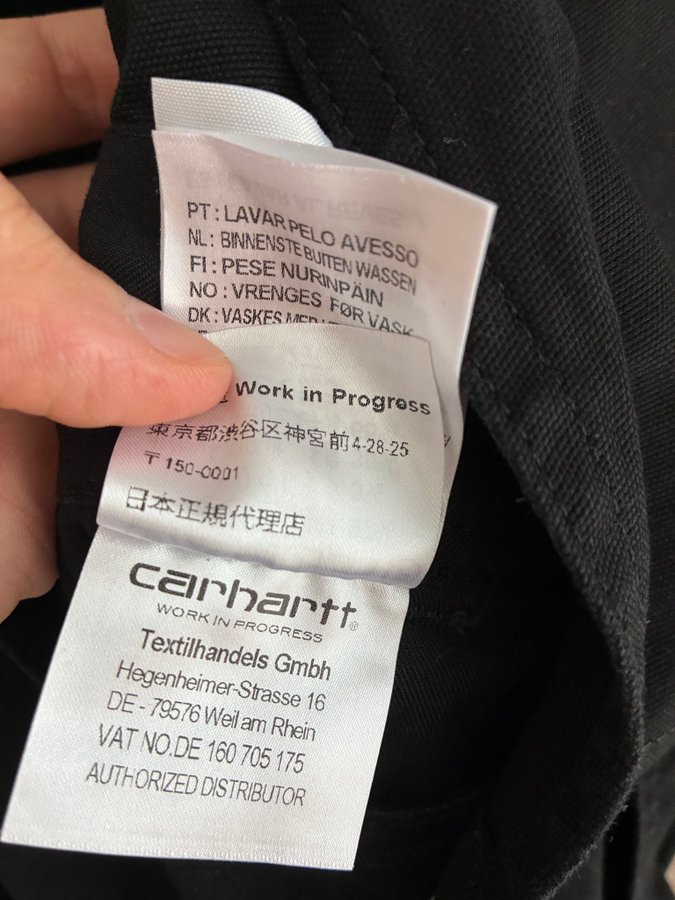 PT : LAVAR PELO AVESSO
NL : BINNENSTE BUITEN WASSEN
FI : PESE NURINPÄIN
NO : VRENGES FØR VASK
DK : VASKES MED
Work in Progress
東京都渋谷区神宮前4-28-25
〒150-0001
日本正規代理店
carhartt®
WORK IN PROGRESS
Textilhandels Gmbh
Hegenheimer-Strasse 16
DE - 79576 Weil am Rhein
VAT NO.DE 160 705 175
AUTHORIZED DISTRIBUTOR